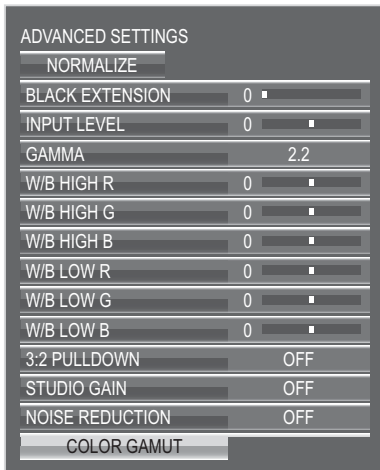 ADVANCED SETTINGS
NORMALIZE
BLACK EXTENSION 0
INPUT LEVEL 0
GAMMA 2.2
W/B HIGH R 0
W/B HIGH G 0
W/B HIGH B 0
W/B LOW R 0
W/B LOW G 0
W/B LOW B 0
3:2 PULLDOWN OFF
STUDIO GAIN OFF
NOISE REDUCTION OFF
COLOR GAMUT